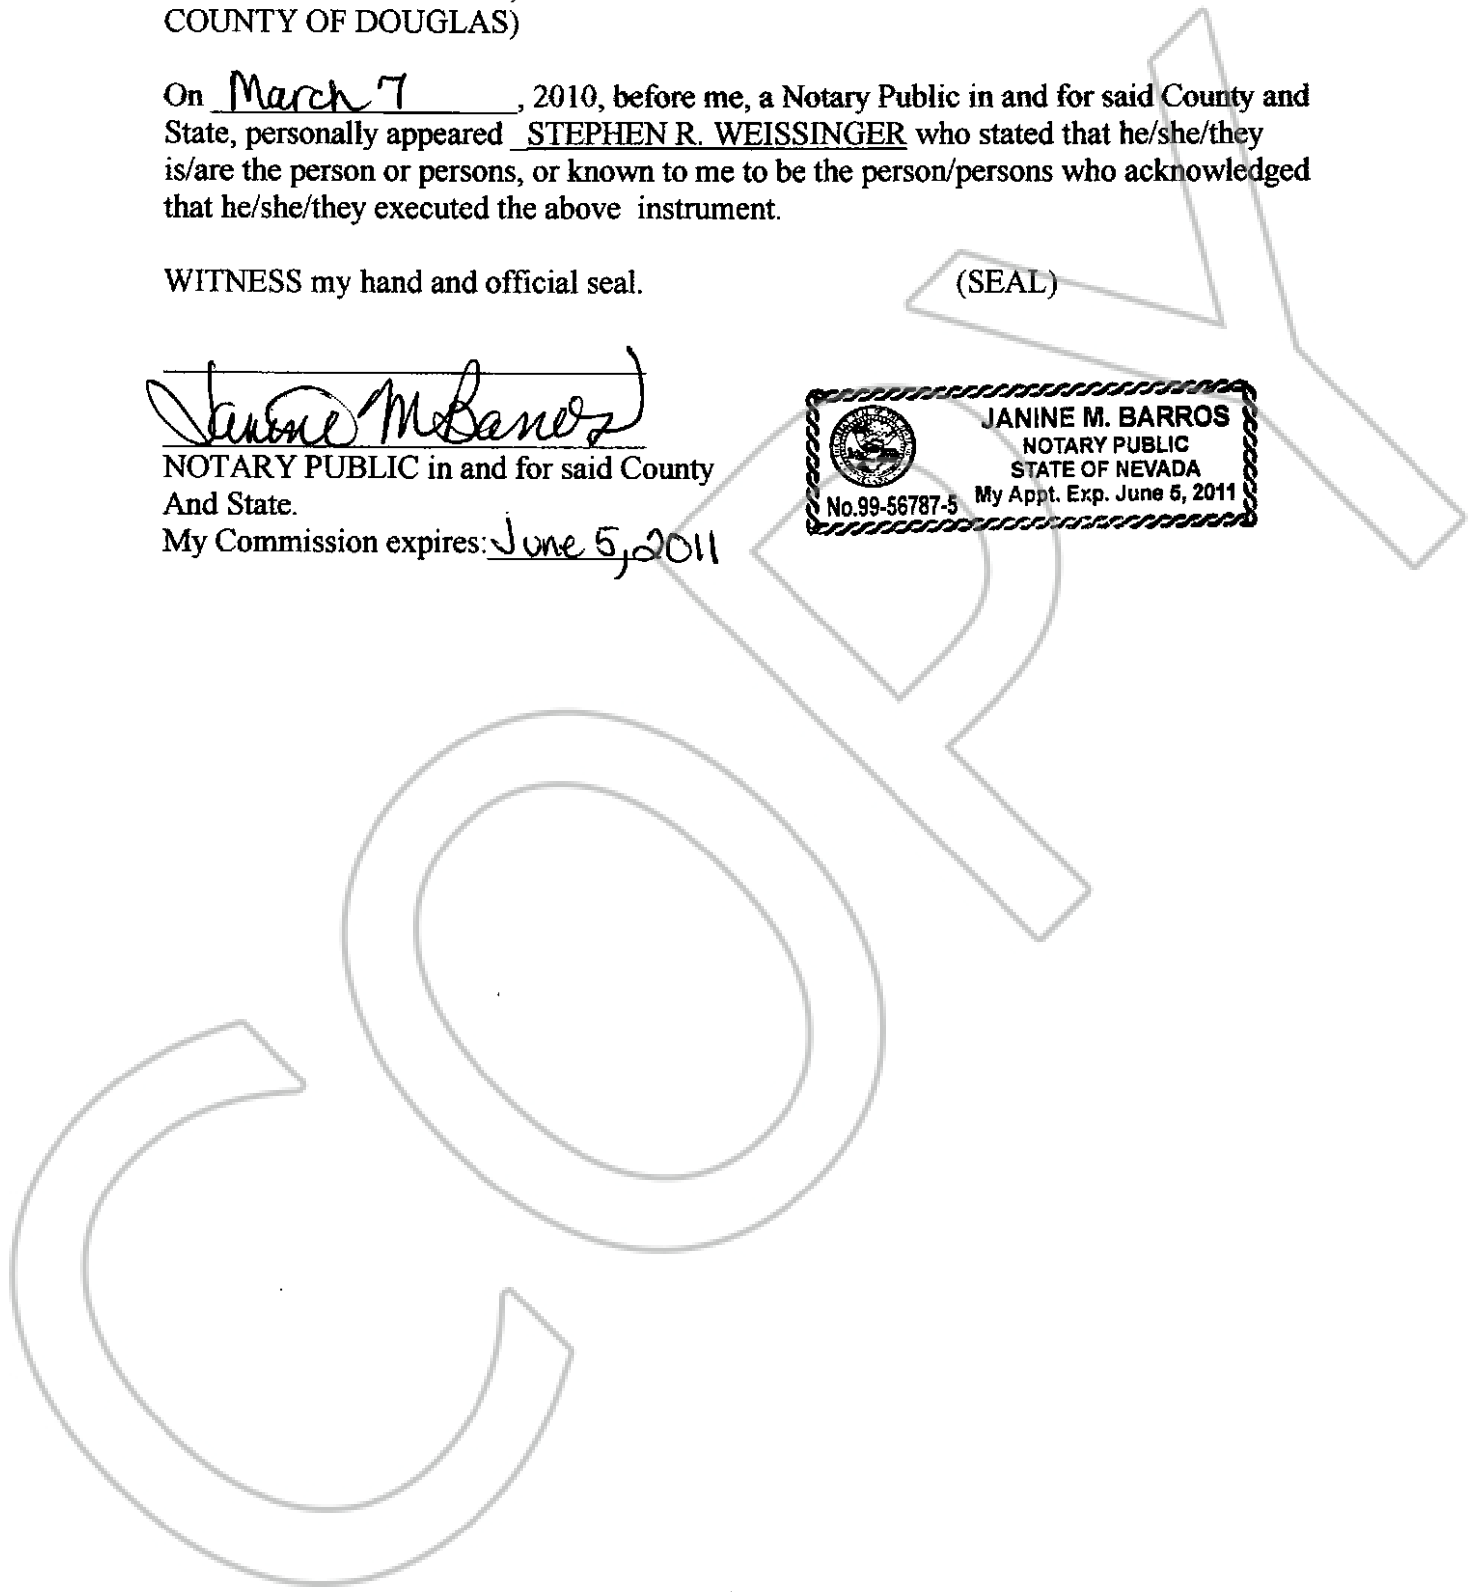 COUNTY OF DOUGLAS)
On March 7, 2010, before me, a Notary Public in and for said County and
State, personally appeared STEPHEN R. WEISSINGER who stated that he/she/they
is/are the person or persons, or known to me to be the person/persons who acknowledged
that he/she/they executed the above instrument.
WITNESS my hand and official seal. (SEAL)
Janine M Barros
JANINE M. BARROS
NOTARY PUBLIC
STATE OF NEVADA
No.99-56787-5 My Appt. Exp. June 5, 2011
NOTARY PUBLIC in and for said County
And State.
My Commission expires: June 5, 2011
COPY